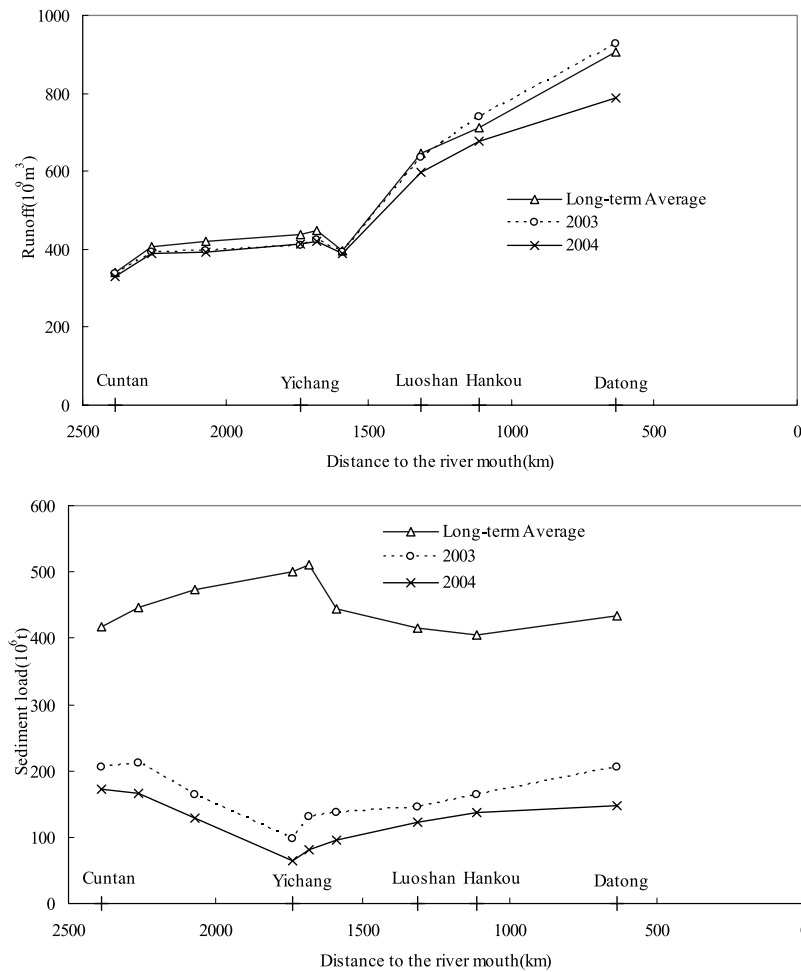 1000
800
600
400
200
0
Runoff(10⁹m³)
Long-term Average
2003
2004
Cuntan Yichang Luoshan Hankou Datong
2500 2000 1500 1000 500 0
Distance to the river mouth(km)
600
500
400
300
200
100
0
Sediment load(10⁶t)
Long-term Average
2003
2004
Cuntan Yichang Luoshan Hankou Datong
2500 2000 1500 1000 500 0
Distance to the river mouth(km)